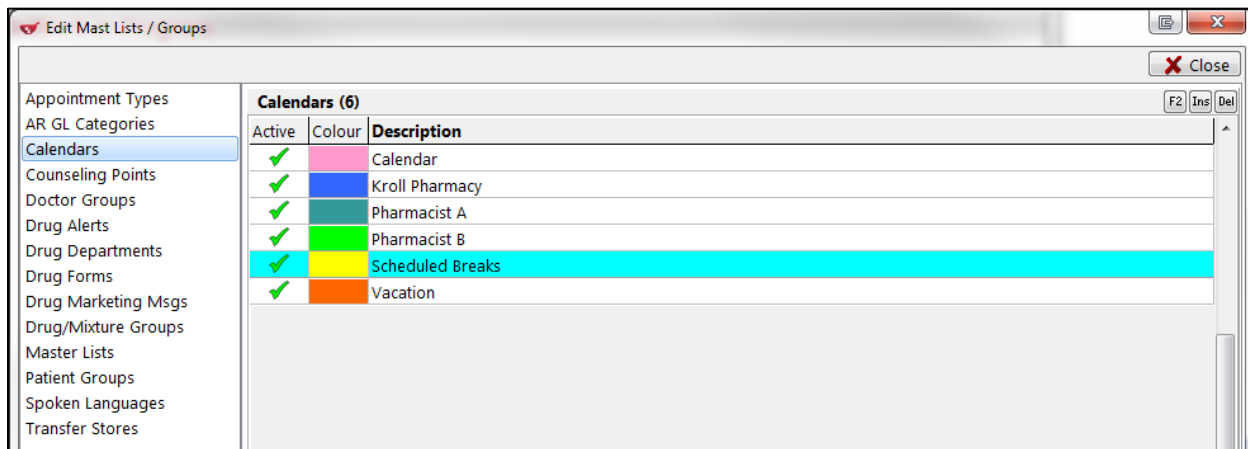 Edit Mast Lists / Groups
X Close
Appointment Types
AR GL Categories
Calendars
Counseling Points
Doctor Groups
Drug Alerts
Drug Departments
Drug Forms
Drug Marketing Msgs
Drug/Mixture Groups
Master Lists
Patient Groups
Spoken Languages
Transfer Stores
Calendars (6) F2 Ins Del
Active Colour Description
Calendar
Kroll Pharmacy
Pharmacist A
Pharmacist B
Scheduled Breaks
Vacation